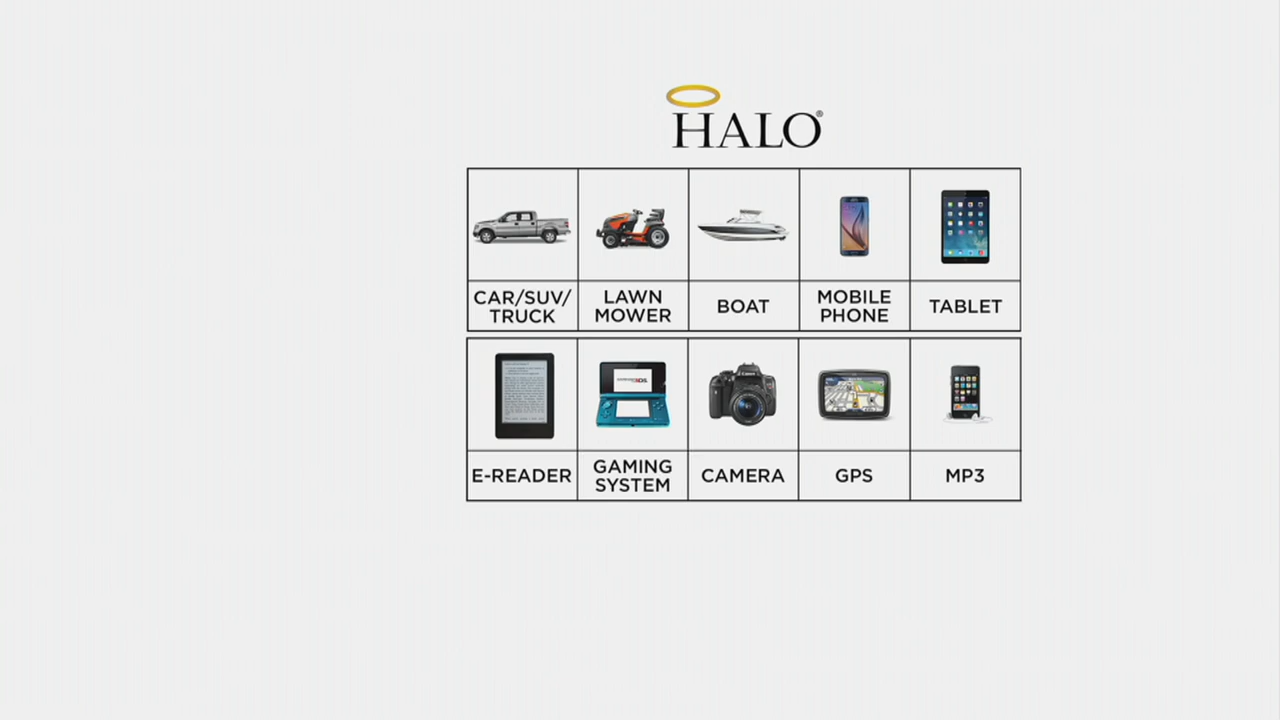 HALO®
CAR/SUV/
TRUCK
LAWN
MOWER
BOAT
MOBILE
PHONE
TABLET
E-READER
GAMING
SYSTEM
CAMERA
GPS
MP3